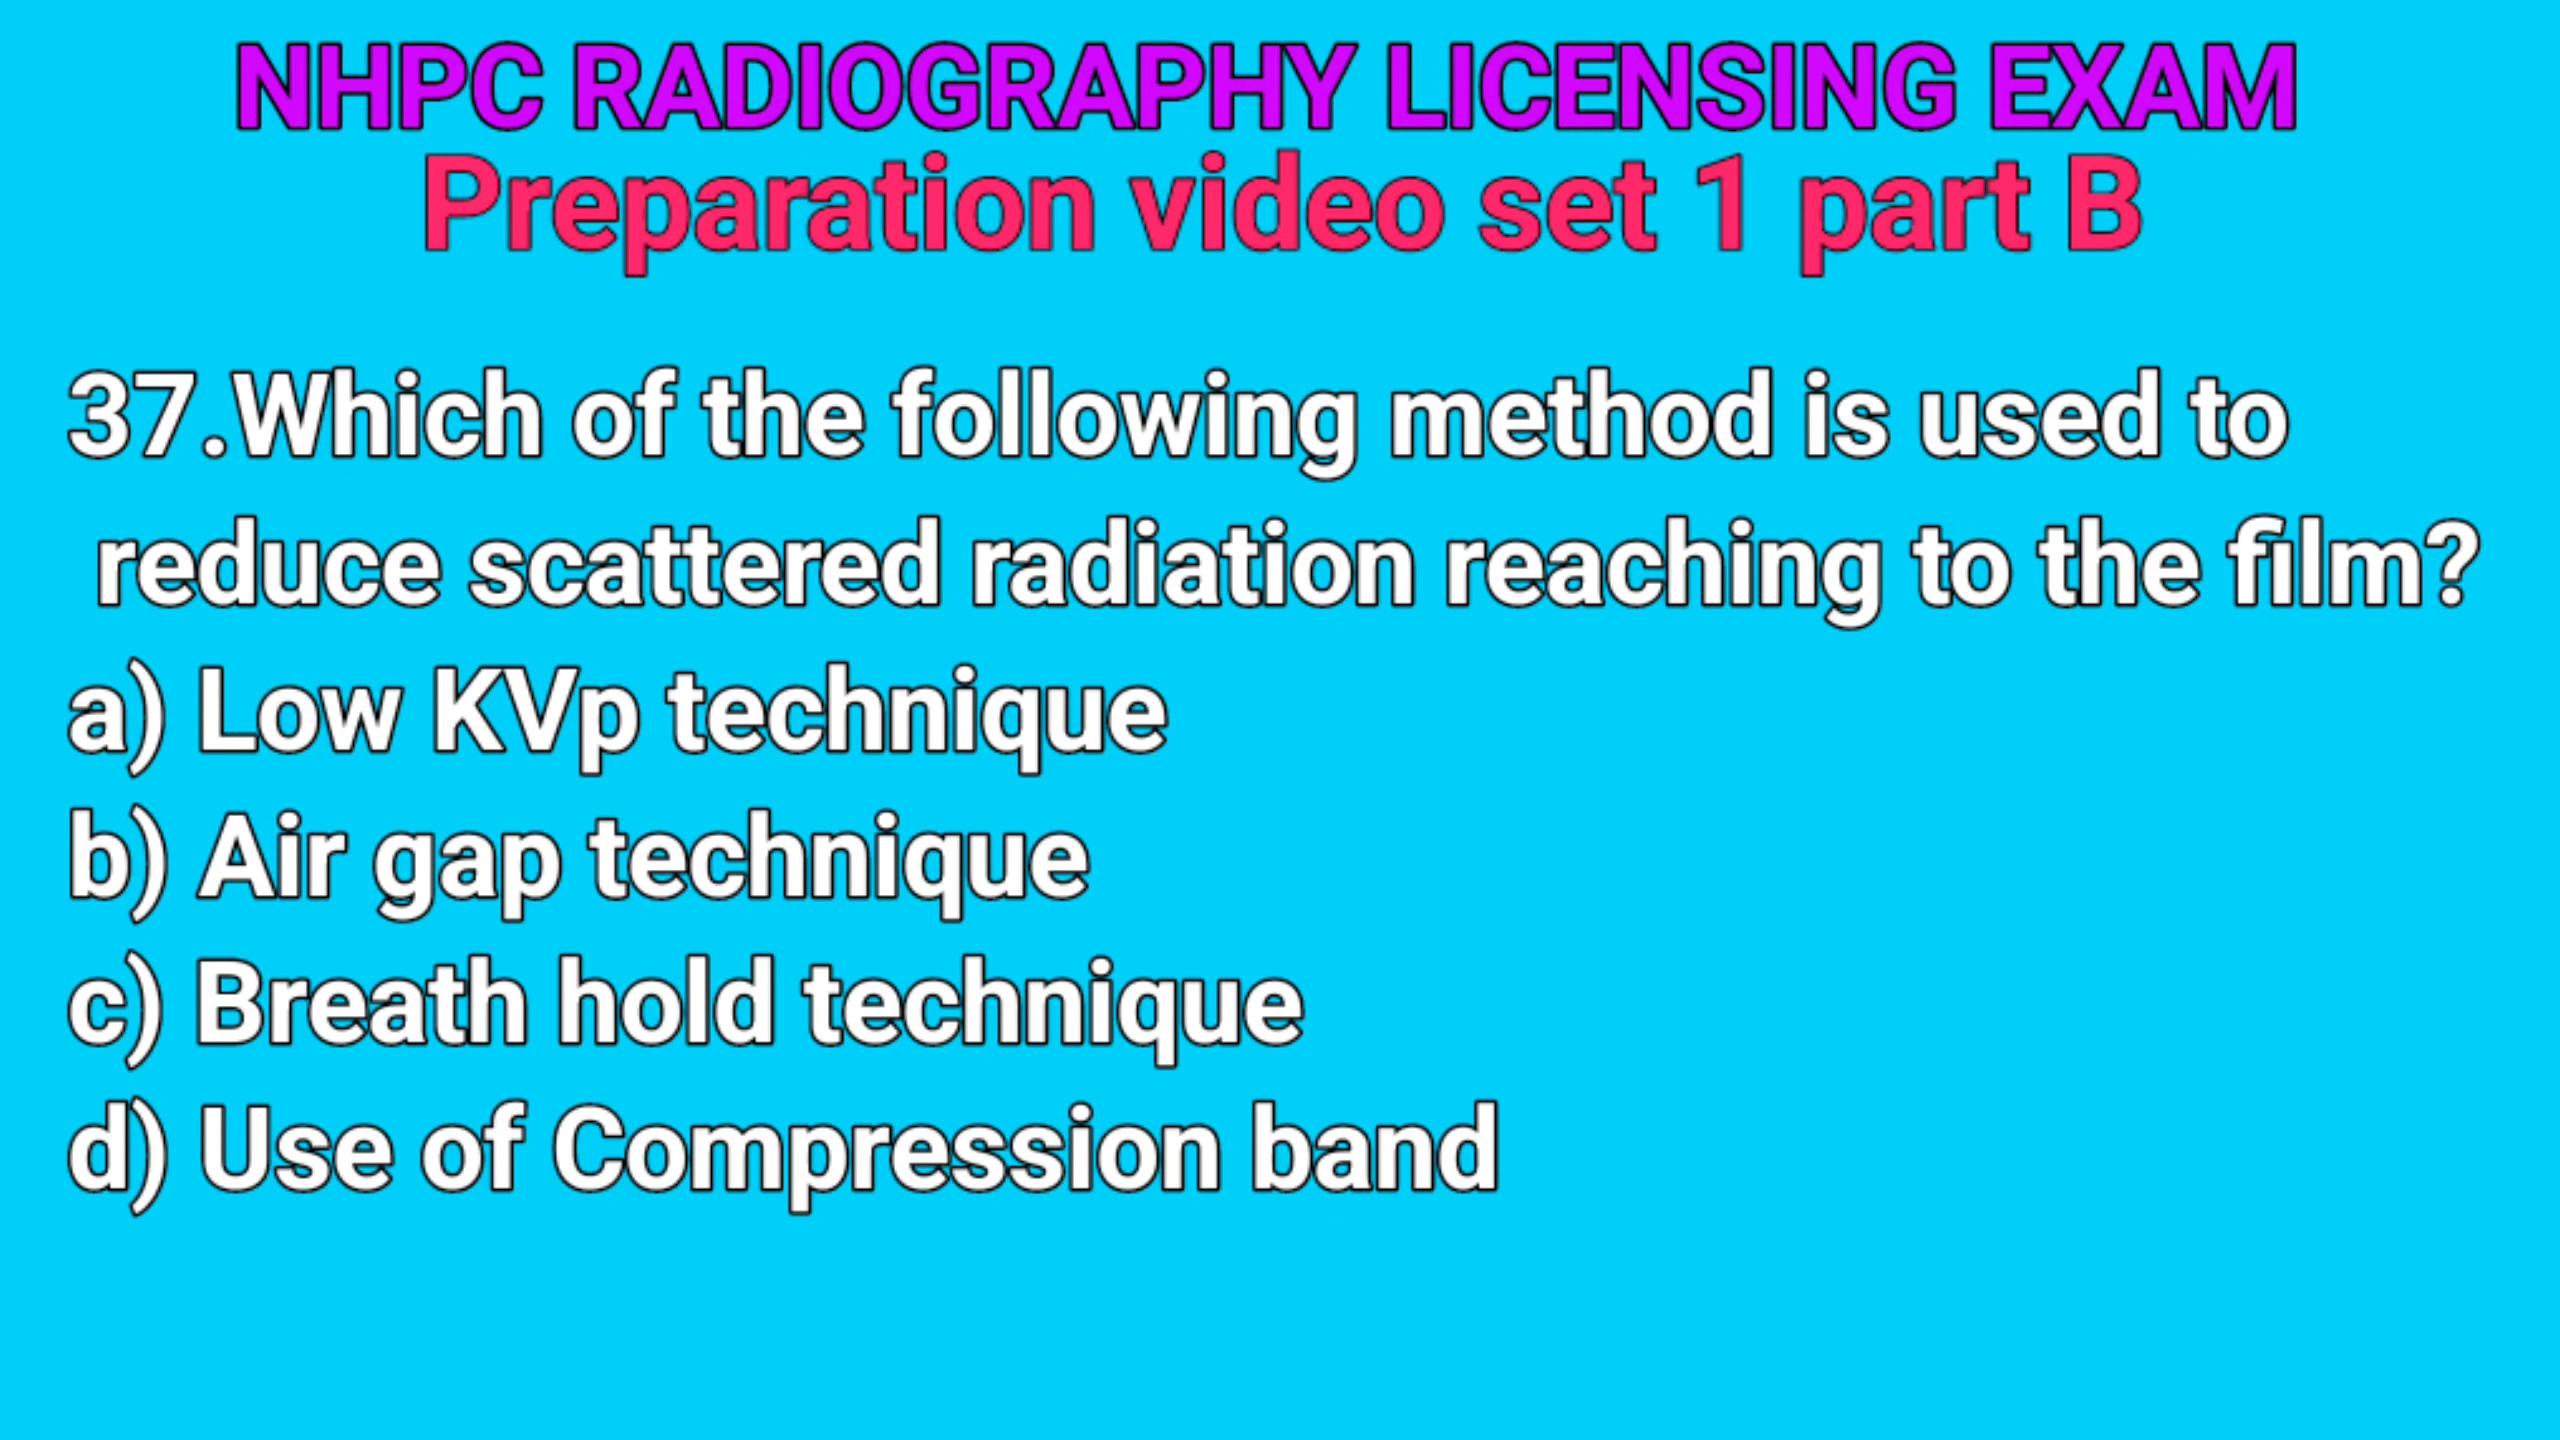 NHPC RADIOGRAPHY LICENSING EXAM
Preparation video set 1 part B
37.Which of the following method is used to
reduce scattered radiation reaching to the film?
a) Low KVp technique
b) Air gap technique
c) Breath hold technique
d) Use of Compression band